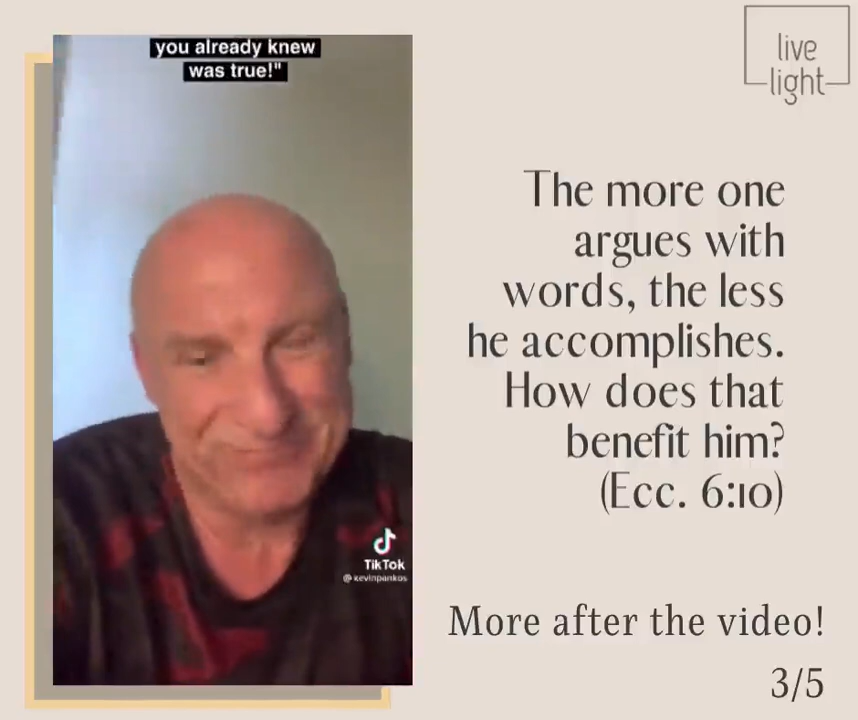 you already knew
was true!"
live
light
The more one
argues with
words, the less
he accomplishes.
How does that
benefit him?
(Ecc. 6:10)
TikTok
@kevinpankos
More after the video!
3/5